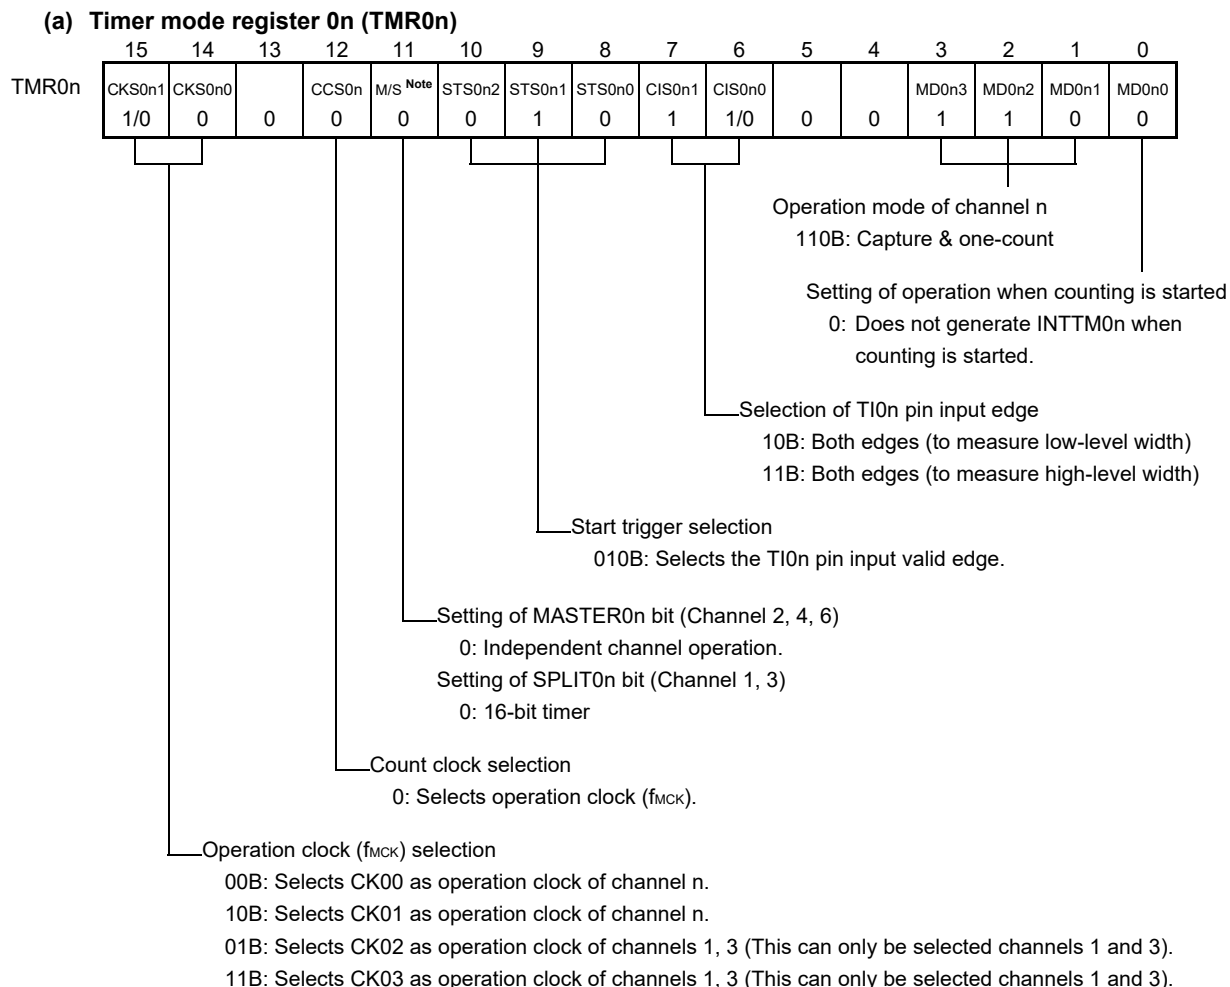 (a) Timer mode register 0n (TMR0n)
15 14 13 12 11 10 9 8 7 6 5 4 3 2 1 0
TMR0n CKS0n1 CKS0n0 CCS0n M/S Note STS0n2 STS0n1 STS0n0 CIS0n1 CIS0n0 MD0n3 MD0n2 MD0n1 MD0n0
1/0 0 0 0 0 0 1 0 1 1/0 0 0 1 1 0 0
Operation mode of channel n
110B: Capture & one-count
Setting of operation when counting is started
0: Does not generate INTTM0n when
counting is started.
Selection of TI0n pin input edge
10B: Both edges (to measure low-level width)
11B: Both edges (to measure high-level width)
Start trigger selection
010B: Selects the TI0n pin input valid edge.
Setting of MASTER0n bit (Channel 2, 4, 6)
0: Independent channel operation.
Setting of SPLIT0n bit (Channel 1, 3)
0: 16-bit timer
Count clock selection
0: Selects operation clock (fMCK).
Operation clock (fMCK) selection
00B: Selects CK00 as operation clock of channel n.
10B: Selects CK01 as operation clock of channel n.
01B: Selects CK02 as operation clock of channels 1, 3 (This can only be selected channels 1 and 3).
11B: Selects CK03 as operation clock of channels 1, 3 (This can only be selected channels 1 and 3).